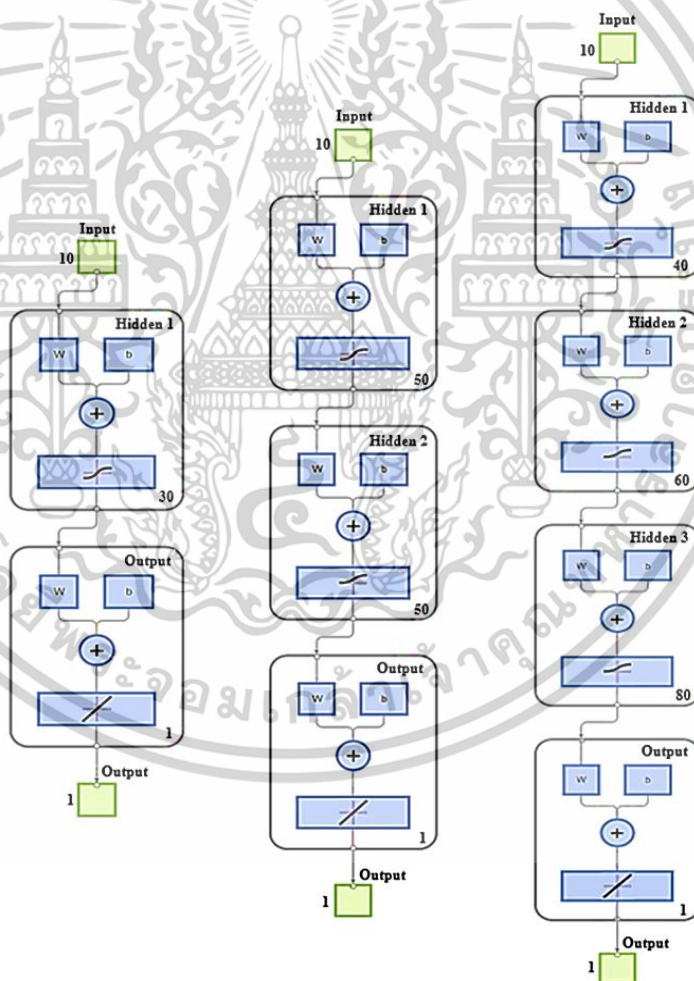 Input
10
Hidden 1
W
b
+
30
Output
W
b
+
1
Output
1
Input
10
Hidden 1
W
b
+
50
Hidden 2
W
b
+
50
Output
W
b
+
1
Output
1
Input
10
Hidden 1
W
b
+
40
Hidden 2
W
b
+
60
Hidden 3
W
b
+
80
Output
W
b
+
1
Output
1